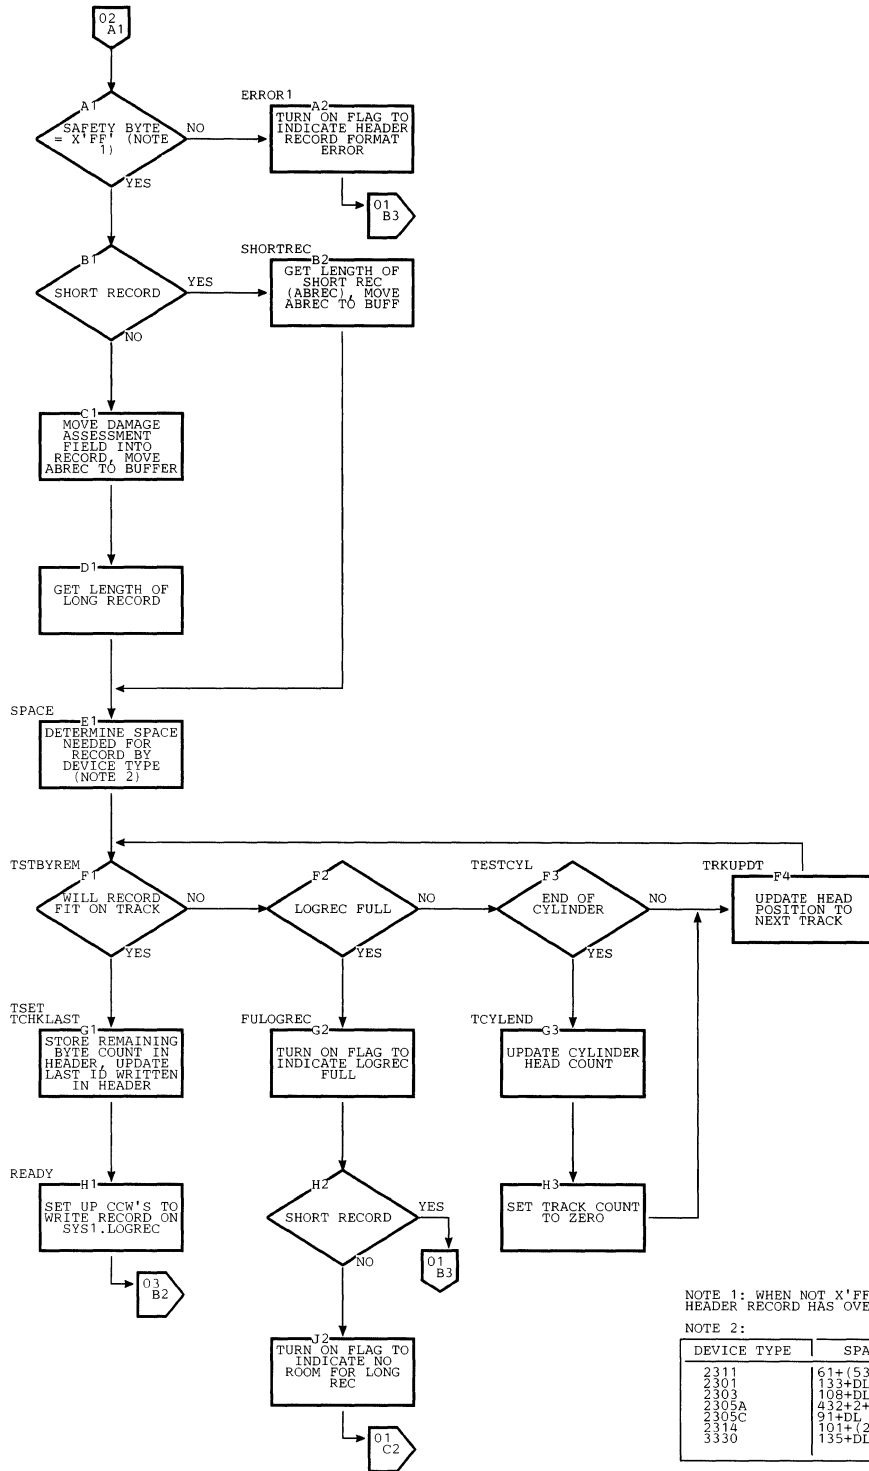 02
A1
A1
SAFETY BYTE
= X'FF' (NOTE
1)
NO
YES
ERROR1
A2
TURN ON FLAG TO
INDICATE HEADER
RECORD FORMAT
ERROR
01
B3
B1
SHORT RECORD
YES
NO
SHORTREC
B2
GET LENGTH OF
SHORT REC
(ABREC), MOVE
ABREC TO BUFF
C1
MOVE DAMAGE
ASSESSMENT
FIELD INTO
RECORD, MOVE
ABREC TO BUFFER
D1
GET LENGTH OF
LONG RECORD
SPACE
E1
DETERMINE SPACE
NEEDED FOR
RECORD BY
DEVICE TYPE
(NOTE 2)
TSTBYREM
F1
WILL RECORD
FIT ON TRACK
NO
YES
F2
LOGREC FULL
NO
YES
TESTCYL
F3
END OF
CYLINDER
NO
YES
TRKUPDT
F4
UPDATE HEAD
POSITION TO
NEXT TRACK
TSET
TCHKLAST
G1
STORE REMAINING
BYTE COUNT IN
HEADER, UPDATE
LAST ID WRITTEN
IN HEADER
FULOGREC
G2
TURN ON FLAG TO
INDICATE LOGREC
FULL
TCYLEND
G3
UPDATE CYLINDER
HEAD COUNT
READY
H1
SET UP CCW'S TO
WRITE RECORD ON
SYS1.LOGREC
03
B2
H2
SHORT RECORD
YES
NO
01
B3
H3
SET TRACK COUNT
TO ZERO
J2
TURN ON FLAG TO
INDICATE NO
ROOM FOR LONG
REC
01
C2
NOTE 1: WHEN NOT X'FF
HEADER RECORD HAS OVE
NOTE 2:
DEVICE TYPE SPA
2311 61+(53
2301 133+DL
2303 108+DL
2305A 432+2+
2305C 91+DL
2314 101+(2
3330 135+DL